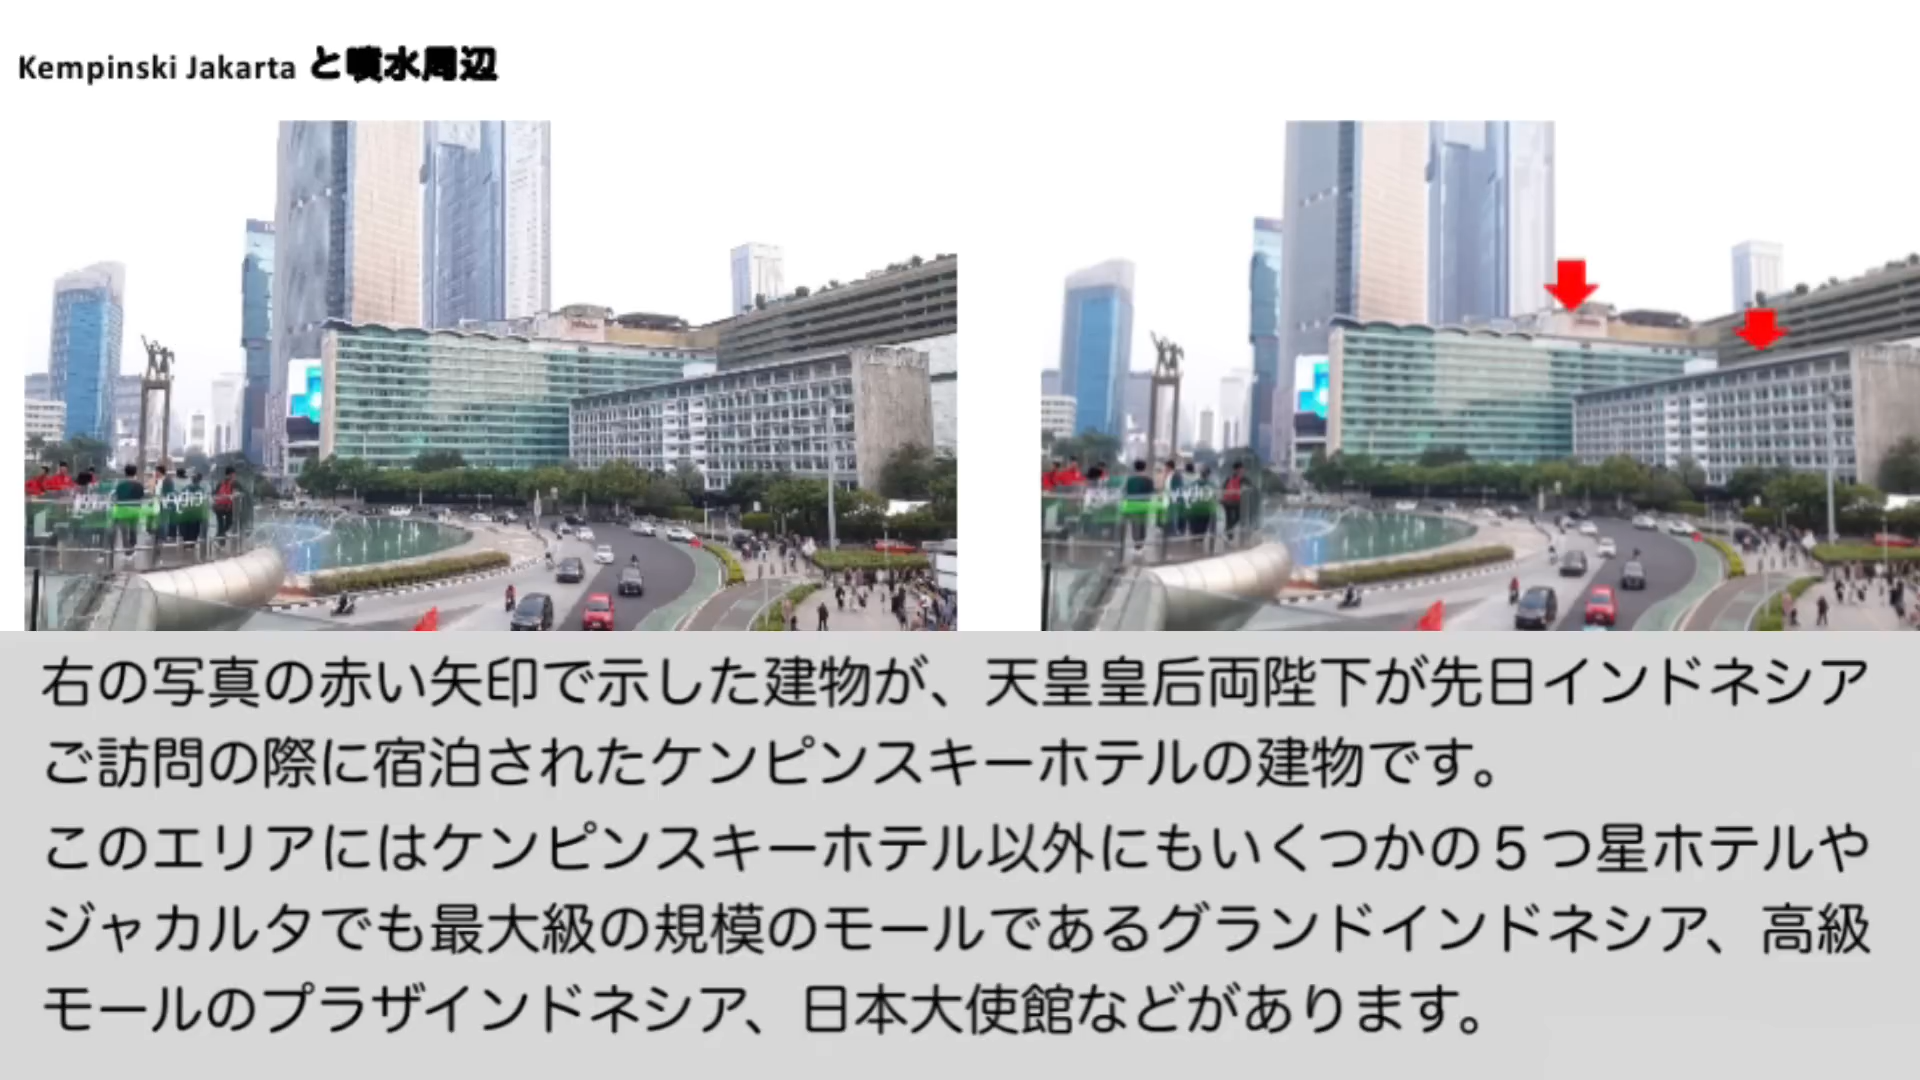 Kempinski Jakarta と噴水周辺
右の写真の赤い矢印で示した建物が、天皇皇后両陛下が先日インドネシア
ご訪問の際に宿泊されたケンピンスキーホテルの建物です。
このエリアにはケンピンスキーホテル以外にもいくつかの５つ星ホテルや
ジャカルタでも最大級の規模のモールであるグランドインドネシア、高級
モールのプラザインドネシア、日本大使館などがあります。